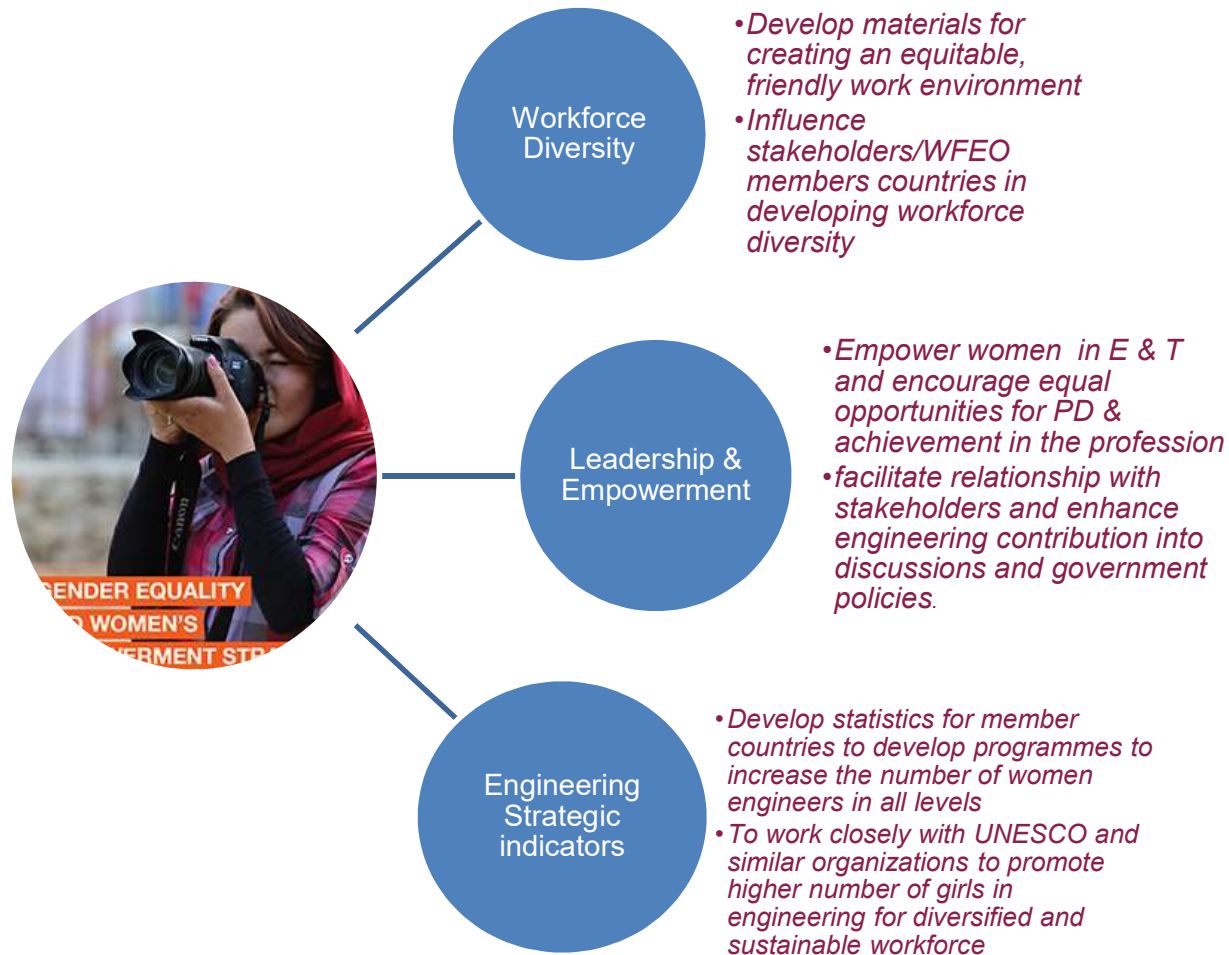 Workforce
Diversity
•Develop materials for
creating an equitable,
friendly work environment
•Influence
stakeholders/WFEO
members countries in
developing workforce
diversity
Canon
GENDER EQUALITY
WOMEN'S
STRA
Leadership &
Empowerment
•Empower women in E & T
and encourage equal
opportunities for PD &
achievement in the profession
•facilitate relationship with
stakeholders and enhance
engineering contribution into
discussions and government
policies.
Engineering
Strategic
indicators
•Develop statistics for member
countries to develop programmes to
increase the number of women
engineers in all levels
•To work closely with UNESCO and
similar organizations to promote
higher number of girls in
engineering for diversified and
sustainable workforce